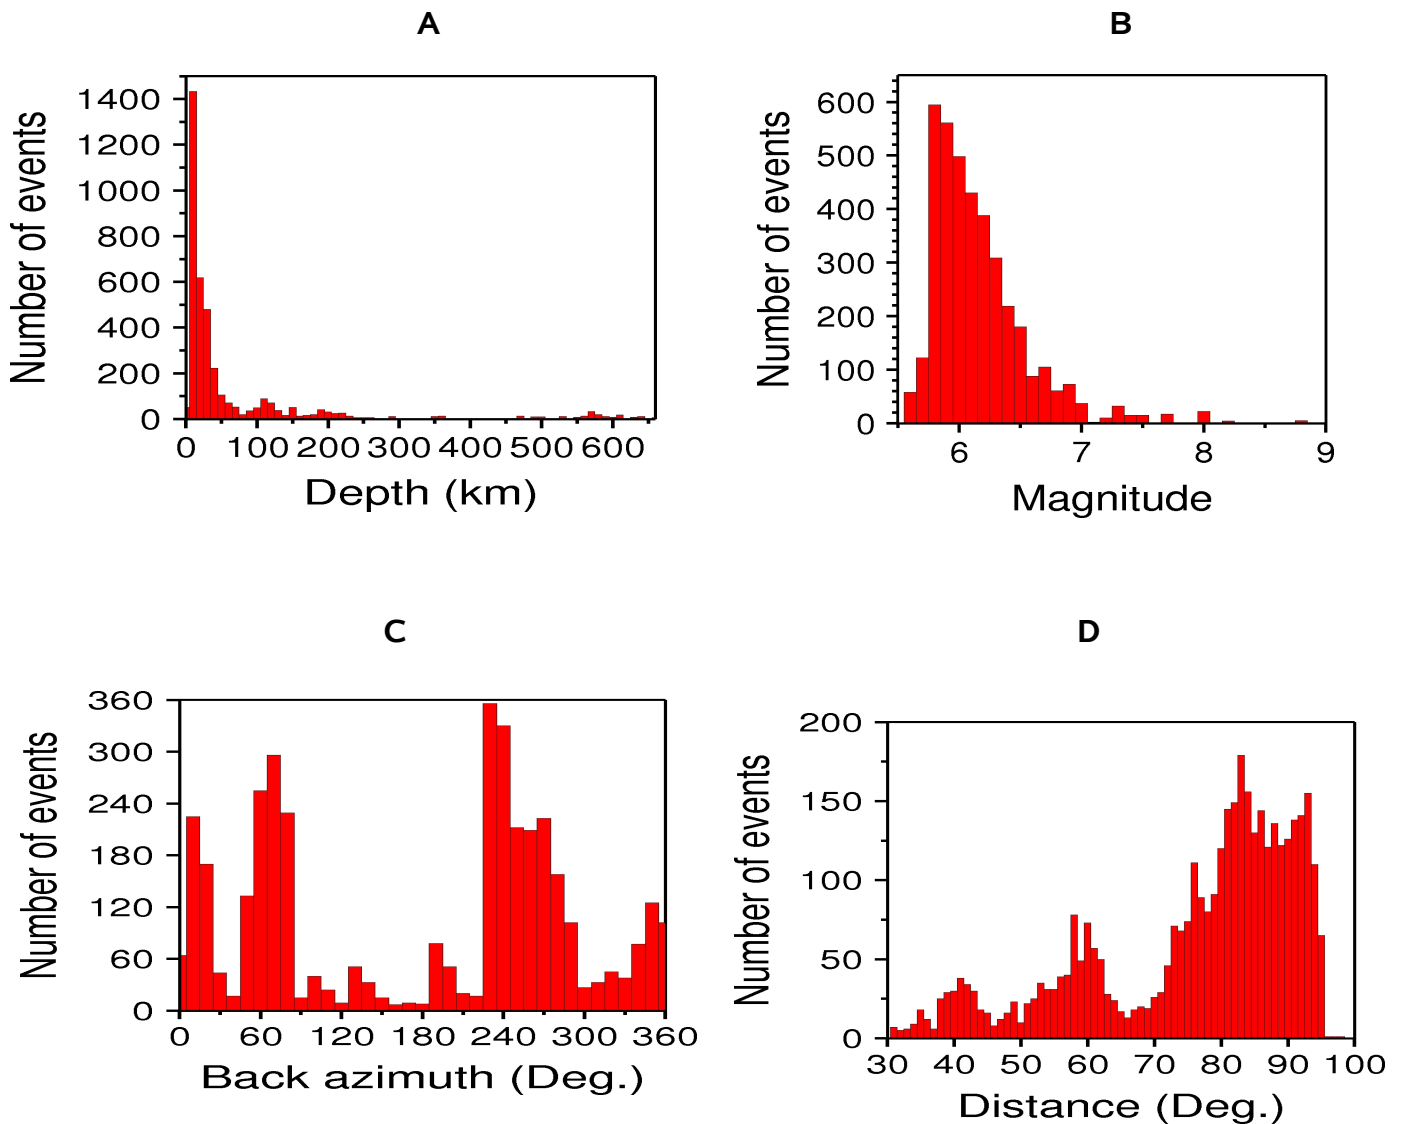 A
Number of events
1400
1200
1000
800
600
400
200
0
0 100 200 300 400 500 600
Depth (km)
B
Number of events
600
500
400
300
200
100
0
6 7 8 9
Magnitude
C
Number of events
360
300
240
180
120
60
0
0 60 120 180 240 300 360
Back azimuth (Deg.)
D
Number of events
200
150
100
50
0
30 40 50 60 70 80 90 100
Distance (Deg.)